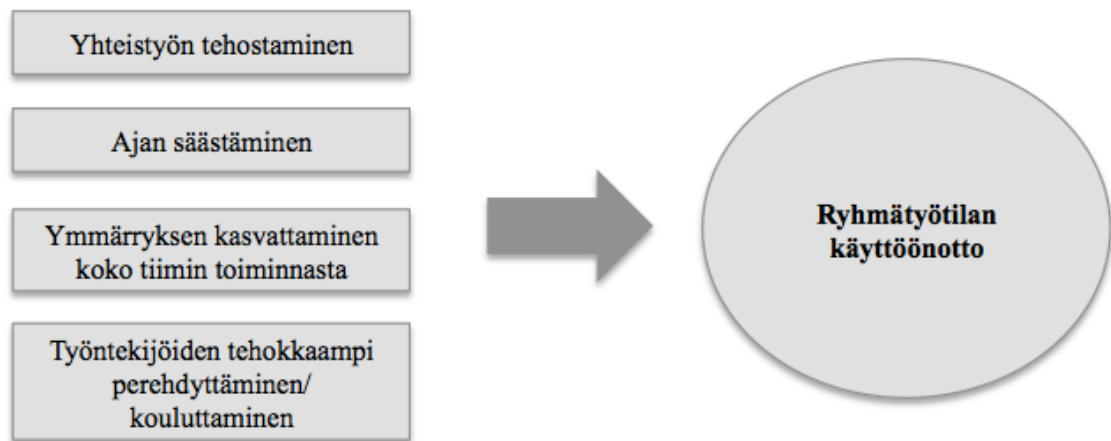 Yhteistyön tehostaminen
Ajan säästäminen
Ymmärryksen kasvattaminen
koko tiimin toiminnasta
Työntekijöiden tehokkaampi
perehdyttäminen/
kouluttaminen
Ryhmätyötilan
käyttöönotto